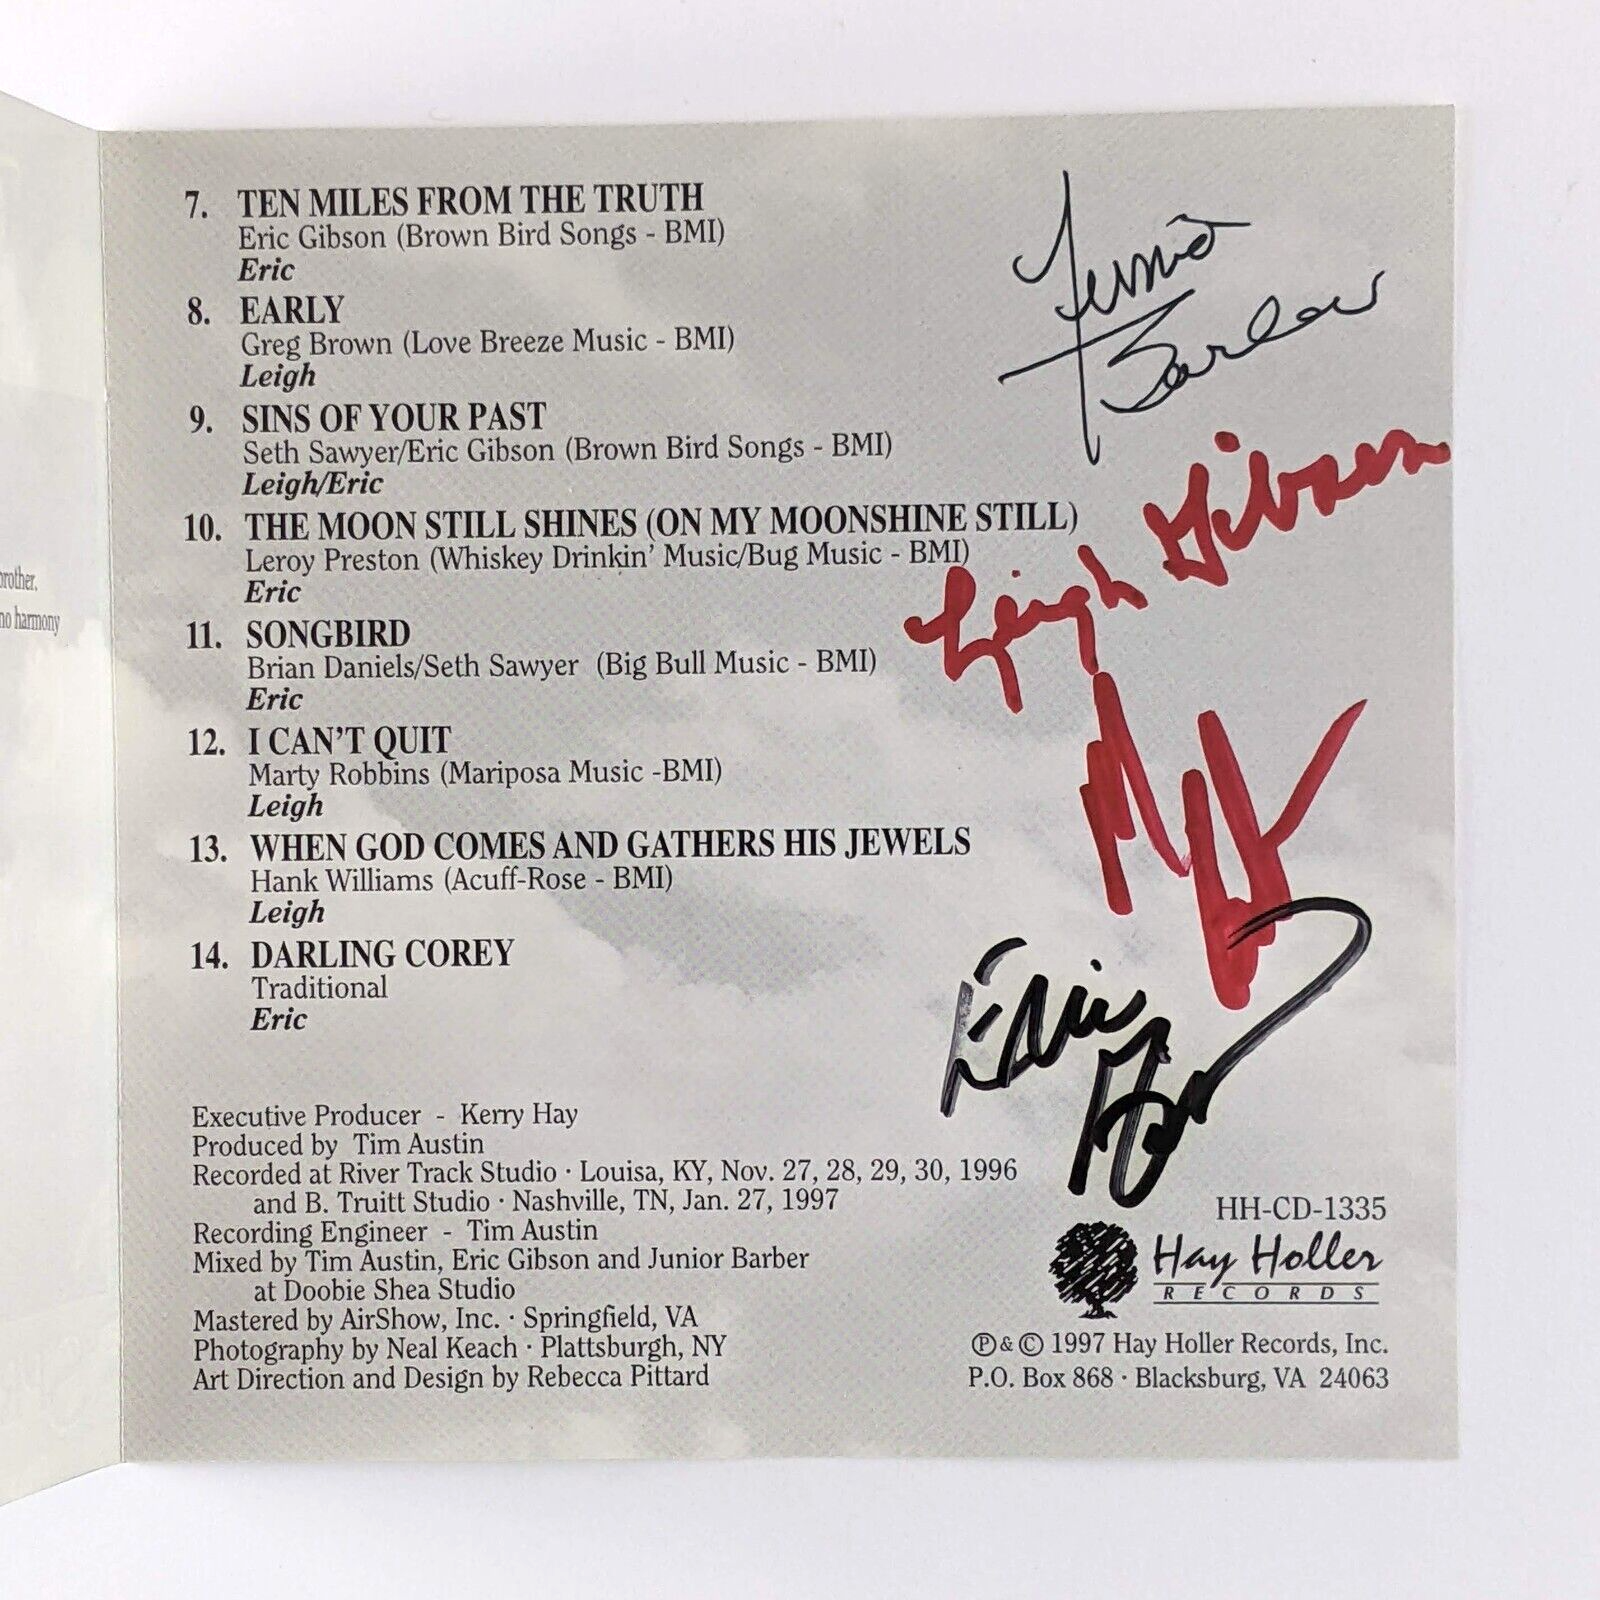 brother.
no harmony
7. TEN MILES FROM THE TRUTH
Eric Gibson (Brown Bird Songs - BMI)
Eric
8. EARLY
Greg Brown (Love Breeze Music - BMI)
Leigh
9. SINS OF YOUR PAST
Seth Sawyer/Eric Gibson (Brown Bird Songs - BMI)
Leigh/Eric
10. THE MOON STILL SHINES (ON MY MOONSHINE STILL)
Leroy Preston (Whiskey Drinkin' Music/Bug Music - BMI)
Eric
11. SONGBIRD
Brian Daniels/Seth Sawyer (Big Bull Music - BMI)
Eric
12. I CAN'T QUIT
Marty Robbins (Mariposa Music -BMI)
Leigh
13. WHEN GOD COMES AND GATHERS HIS JEWELS
Hank Williams (Acuff-Rose - BMI)
Leigh
14. DARLING COREY
Traditional
Eric
Executive Producer - Kerry Hay
Produced by Tim Austin
Recorded at River Track Studio · Louisa, KY, Nov. 27, 28, 29, 30, 1996
and B. Truitt Studio · Nashville, TN, Jan. 27, 1997
Recording Engineer - Tim Austin
Mixed by Tim Austin, Eric Gibson and Junior Barber
at Doobie Shea Studio
Mastered by AirShow, Inc. · Springfield, VA
Photography by Neal Keach · Plattsburgh, NY
Art Direction and Design by Rebecca Pittard
Junior
Barber
Leigh Gibson
Eric
HH-CD-1335
Hay Holler
RECORDS
℗ & © 1997 Hay Holler Records, Inc.
P.O. Box 868 · Blacksburg, VA 24063